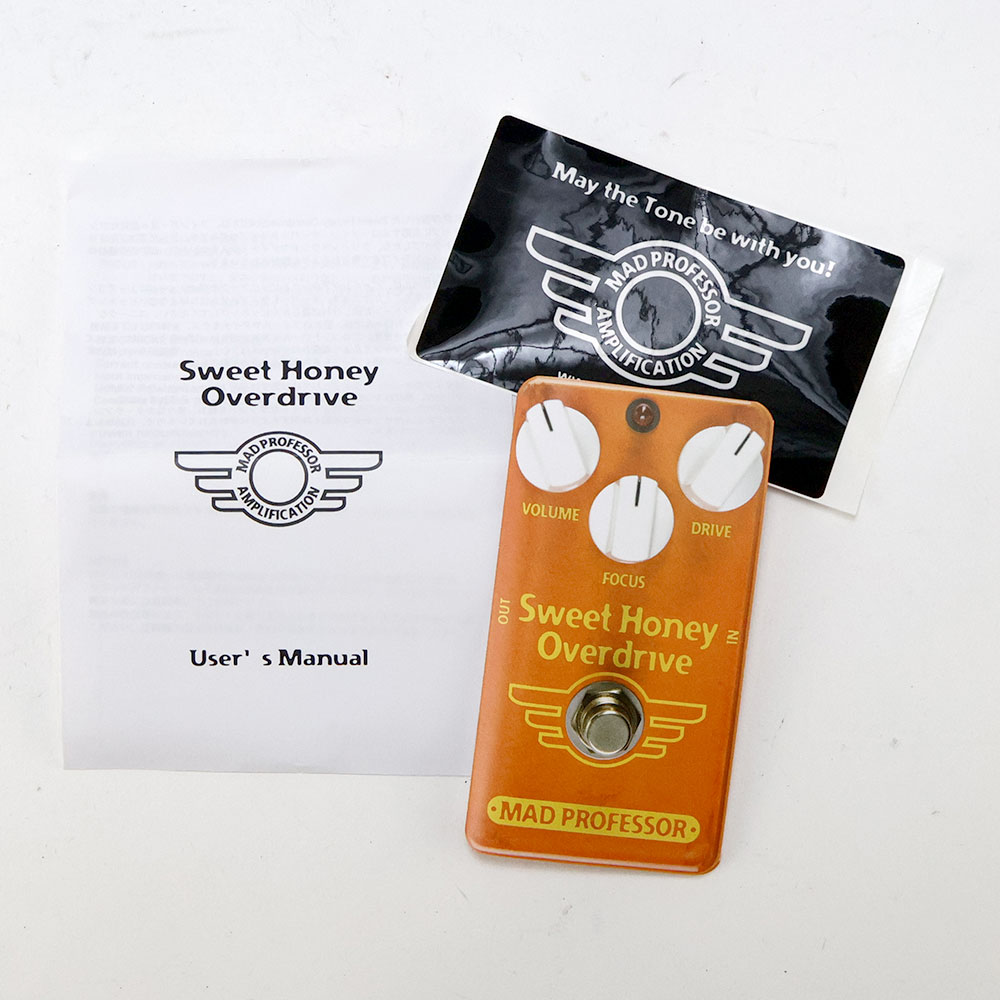 Sweet Honey
Overdrive
MAD PROFESSOR
AMPLIFICATION
User's Manual
May the Tone be with you!
MAD PROFESSOR
AMPLIFICATION
VOLUME
DRIVE
FOCUS
OUT
IN
Sweet Honey
Overdrive
MAD PROFESSOR